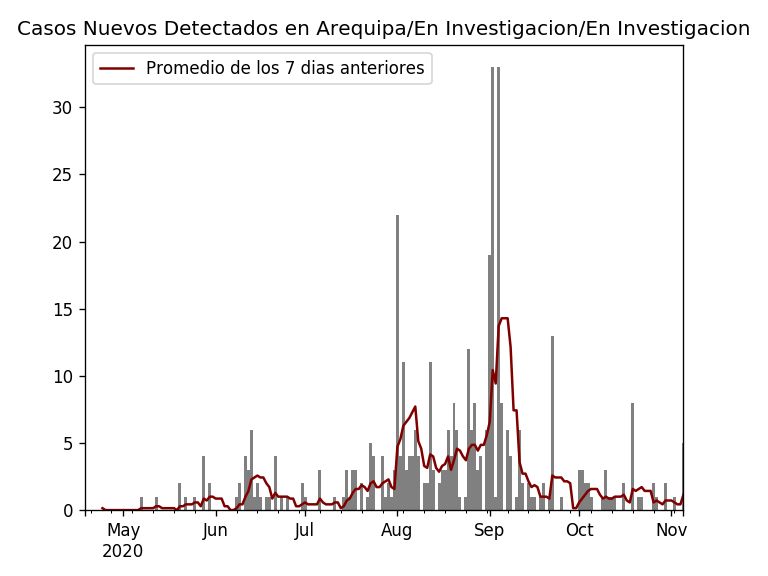 Casos Nuevos Detectados en Arequipa/En Investigacion/En Investigacion
Promedio de los 7 dias anteriores
30
25
20
15
10
5
0
May Jun Jul Aug Sep Oct Nov
2020